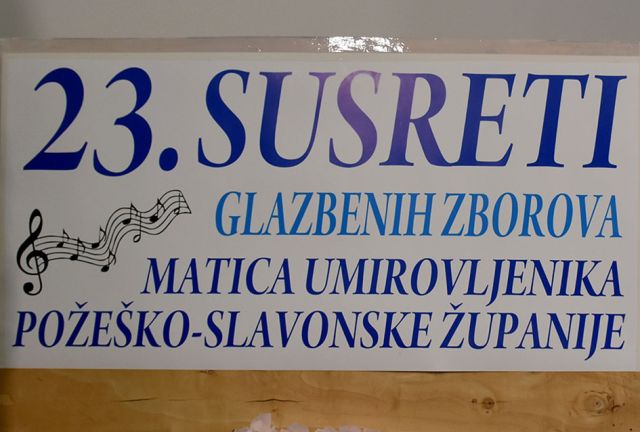 23. SUSRETI
GLAZBENIH ZBOROVA
MATICA UMIROVLJENIKA
POŽEŠKO-SLAVONSKE ŽUPANIJE